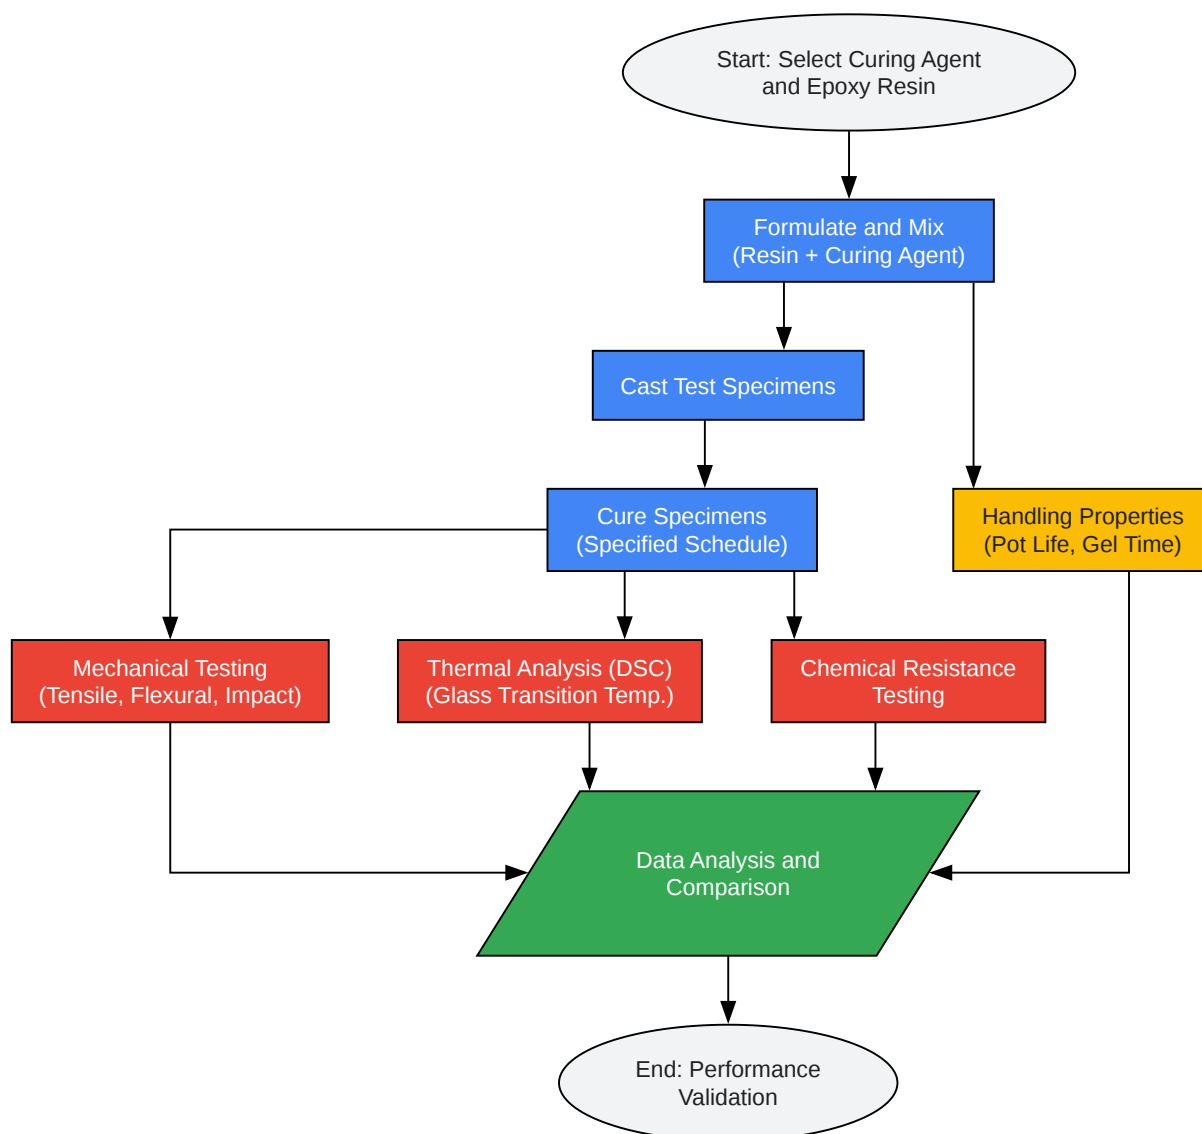 Start: Select Curing Agent
and Epoxy Resin
Formulate and Mix
(Resin + Curing Agent)
Cast Test Specimens
Cure Specimens
(Specified Schedule)
Handling Properties
(Pot Life, Gel Time)
Mechanical Testing
(Tensile, Flexural, Impact)
Thermal Analysis (DSC)
(Glass Transition Temp.)
Chemical Resistance
Testing
Data Analysis and
Comparison
End: Performance
Validation